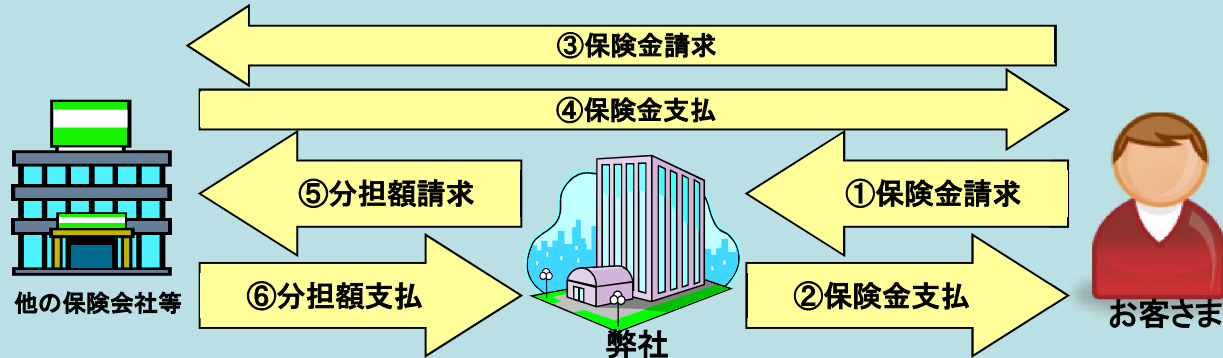 ③保険金請求
④保険金支払
⑤分担額請求
①保険金請求
⑥分担額支払
②保険金支払
他の保険会社等
弊社
お客さま